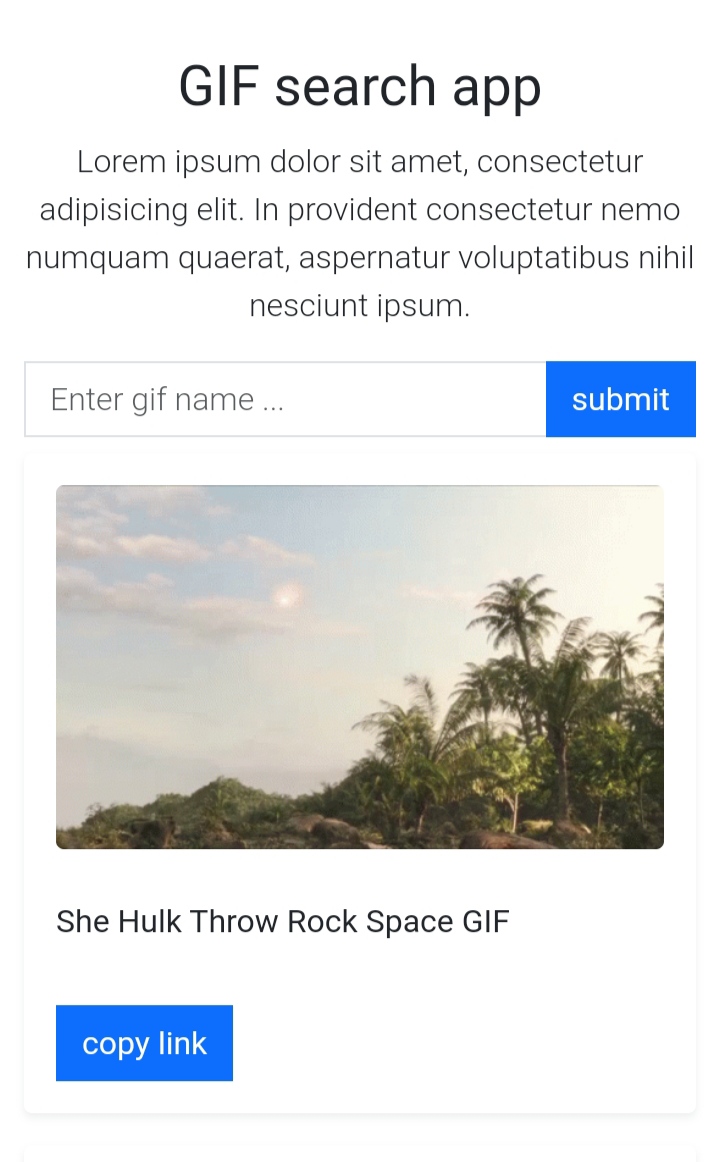 GIF search app
Lorem ipsum dolor sit amet, consectetur
adipisicing elit. In provident consectetur nemo
numquam quaerat, aspernatur voluptatibus nihil
nesciunt ipsum.
Enter gif name ...
submit
She Hulk Throw Rock Space GIF
copy link